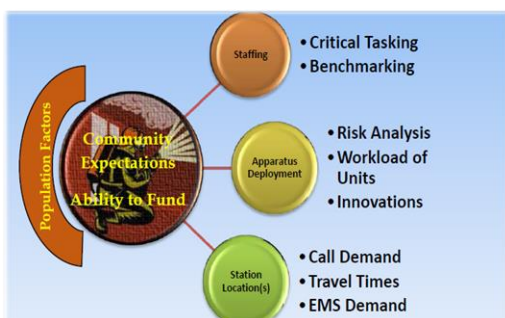 Population Factors
Community
Expectations
Ability to Fund
Staffing
• Critical Tasking
• Benchmarking
Apparatus
Deployment
• Risk Analysis
• Workload of
Units
• Innovations
Station
Location(s)
• Call Demand
• Travel Times
• EMS Demand